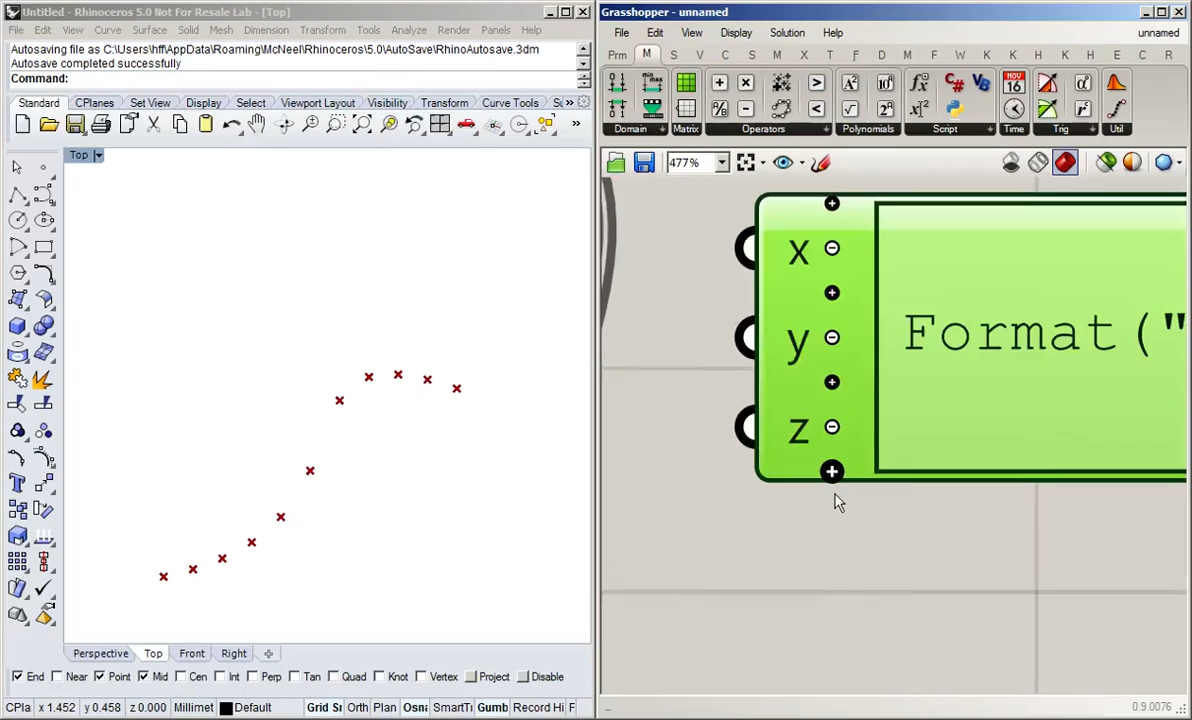 Untitled - Rhinoceros 5.0 Not For Resale Lab - [Top]
File Edit View Curve Surface Solid Mesh Dimension Transform Tools Analyze Render Panels Help
Autosaving file as C:\Users\hff\AppData\Roaming\McNeel\Rhinoceros\5.0\AutoSave\RhinoAutosave.3dm
Autosave completed successfully
Command:
Standard CPlanes Set View Display Select Viewport Layout Visibility Transform Curve Tools »
Top
Perspective Top Front Right
End Near Point Mid Cen Int Perp Tan Quad Knot Vertex Project Disable
CPla x 1.452 y 0.458 z 0.000 Millimet Default Grid S Orth Plan Osna SmartTi Gumb Record Hi F
Grasshopper - unnamed
File Edit View Display Solution Help unnamed
Prm M S V C S M X T D F W K K H E C R
Domain Matrix Operators Polynomials Script Time Trig Util
477%
x
y
z
Format("
0.9.0076